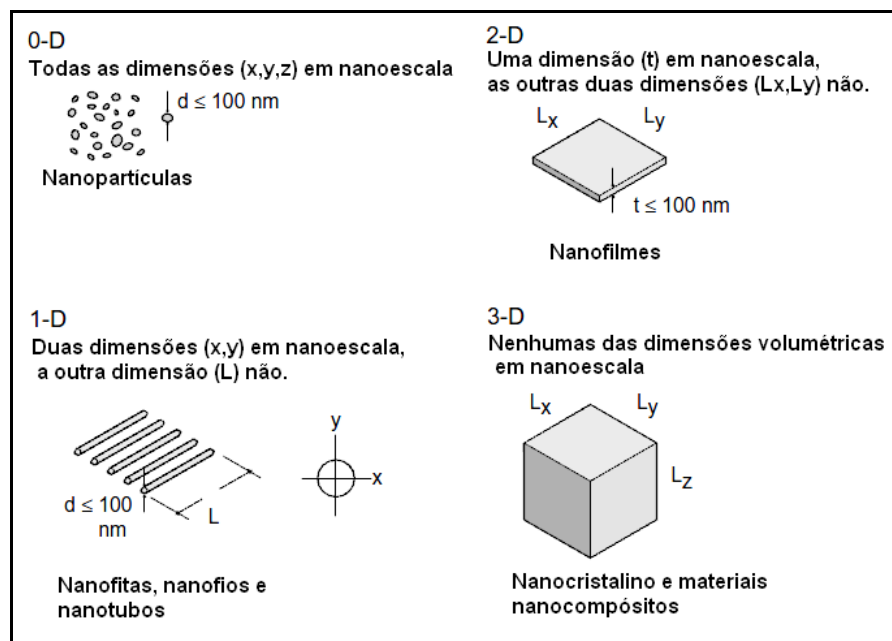 0-D
Todas as dimensões (x,y,z) em nanoescala
d ≤ 100 nm
Nanopartículas
2-D
Uma dimensão (t) em nanoescala,
as outras duas dimensões (Lx,Ly) não.
Lx
Ly
t ≤ 100 nm
Nanofilmes
1-D
Duas dimensões (x,y) em nanoescala,
a outra dimensão (L) não.
y
x
d ≤ 100
nm
L
Nanofitas, nanofios e
nanotubos
3-D
Nenhumas das dimensões volumétricas
em nanoescala
Lx
Ly
Lz
Nanocristalino e materiais
nanocompósitos